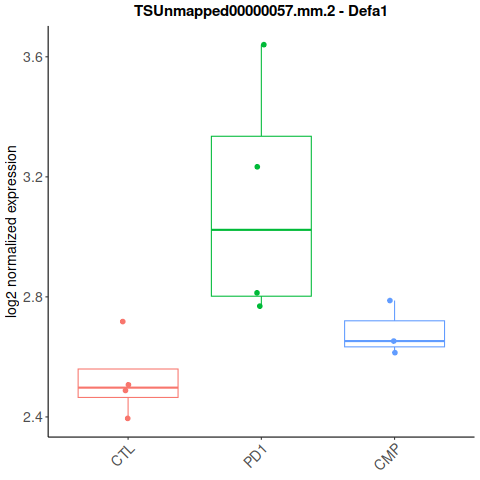 TSUnmapped00000057.mm.2 - Defa1
log2 normalized expression
3.6
3.2
2.8
2.4
CTL
PD1
CMP